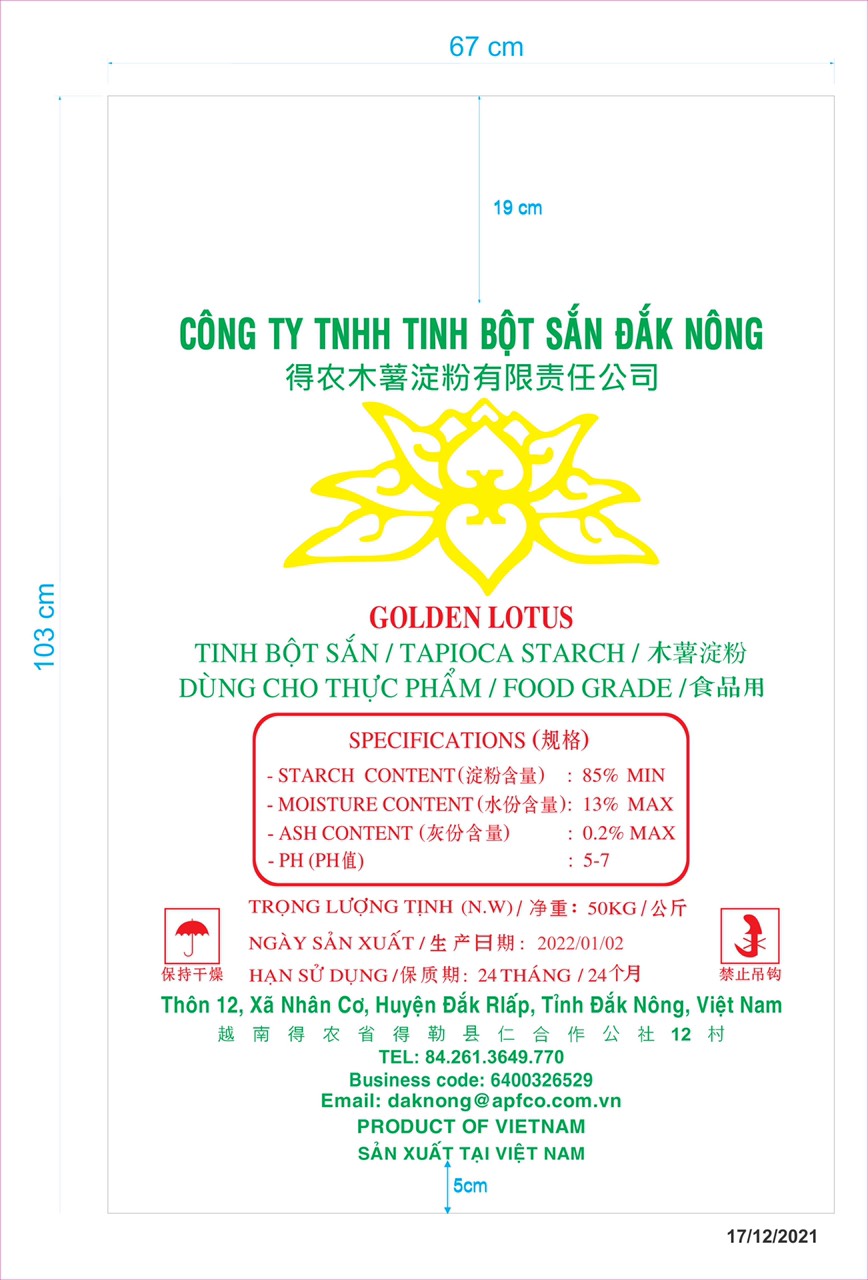 67 cm
19 cm
103 cm
CÔNG TY TNHH TINH BỘT SẮN ĐẮK NÔNG
得农木薯淀粉有限责任公司
GOLDEN LOTUS
TINH BỘT SẮN / TAPIOCA STARCH / 木薯淀粉
DÙNG CHO THỰC PHẨM / FOOD GRADE /食品用
SPECIFICATIONS (规格)
- STARCH CONTENT(淀粉含量) : 85% MIN
- MOISTURE CONTENT (水份含量): 13% MAX
- ASH CONTENT (灰份含量) : 0.2% MAX
- PH (PH值) : 5-7
TRỌNG LƯỢNG TỊNH (N.W) / 净重: 50KG /公斤
NGÀY SẢN XUẤT / 生产日期: 2022/01/02
HẠN SỬ DỤNG /保质期: 24 THÁNG / 24个月
保持干燥
禁止吊钩
Thôn 12, Xã Nhân Cơ, Huyện Đắk Rlấp, Tỉnh Đắk Nông, Việt Nam
越南得农省得勒县仁合作公社 12 村
TEL: 84.261.3649.770
Business code: 6400326529
Email: daknong@apfco.com.vn
PRODUCT OF VIETNAM
SẢN XUẤT TẠI VIỆT NAM
5cm
17/12/2021